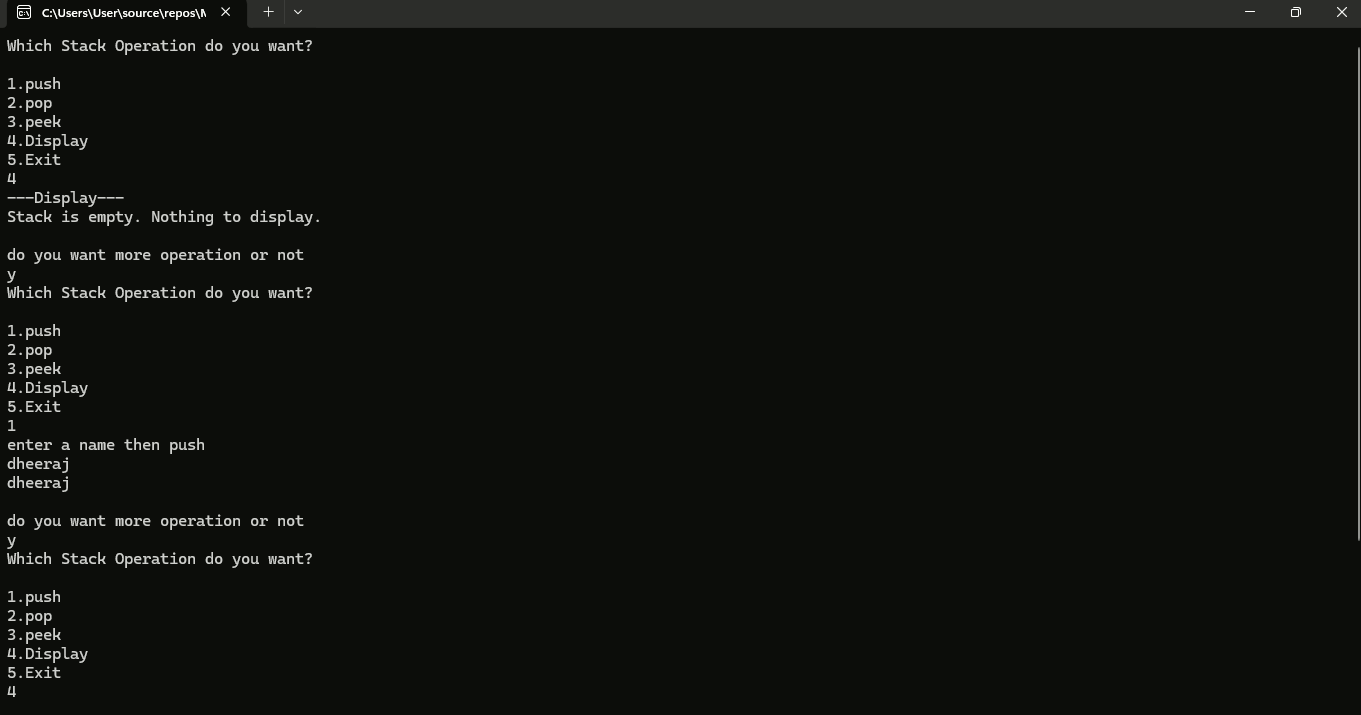 C:\Users\User\source\repos\
Which Stack Operation do you want?
1.push
2.pop
3.peek
4.Display
5.Exit
4
---Display---
Stack is empty. Nothing to display.
do you want more operation or not
y
Which Stack Operation do you want?
1.push
2.pop
3.peek
4.Display
5.Exit
1
enter a name then push
dheeraj
dheeraj
do you want more operation or not
y
Which Stack Operation do you want?
1.push
2.pop
3.peek
4.Display
5.Exit
4